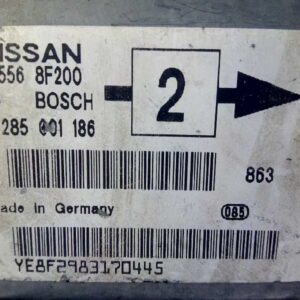 ISSAN
556 8F200
BOSCH
2
285 001 186
863
ade in Germany
085
YE8F2983170445